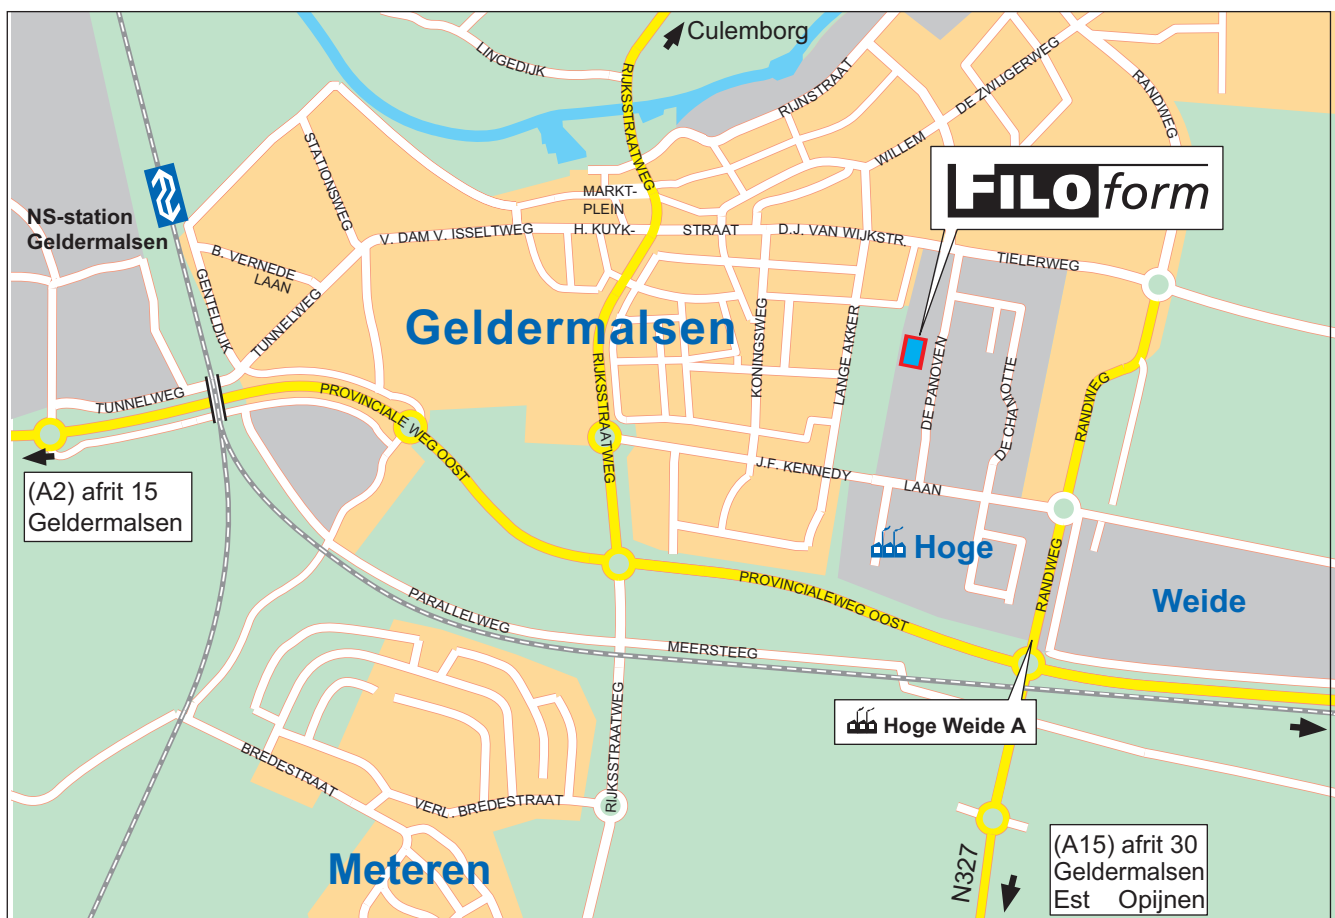 Culemborg
LINGEDIJK
RIJKSSTRAATWEG
RIJNSTRAAT
WILLEM
DE ZWIJGERWEG
RANDWEG
STATIONSWEG
FILOform
MARKT-
PLEIN
NS-station
Geldermalsen
V. DAM V. ISSELTWEG
H. KUYK-
STRAAT
D.J. VAN WIJKSTR.
TIELERWEG
B. VERNEDE
LAAN
GENTELDIJK
TUNNELWEG
Geldermalsen
KONINGSWEG
LANGE AKKER
DE PANOVEN
DE CHAMOTTE
RANDWEG
RIJKSSTRAATWEG
TUNNELWEG
PROVINCIALE WEG OOST
J.F. KENNEDY
LAAN
(A2) afrit 15
Geldermalsen
Hoge
Weide
RANDWEG
PROVINCIALEWEG OOST
PARALLELWEG
MEERSTEEG
RIJKSSTRAATWEG
Hoge Weide A
BREDESTRAAT
VERL. BREDESTRAAT
Meteren
N327
(A15) afrit 30
Geldermalsen
Est Opijnen